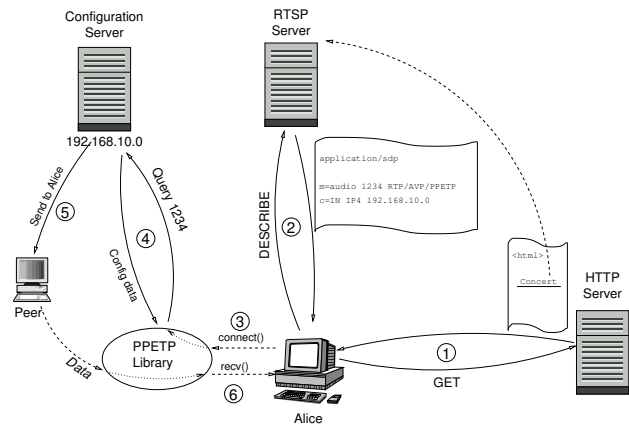 Configuration
Server
192.168.10.0
RTSP
Server
application/sdp
m=audio 1234 RTP/AVP/PPETP
c=IN IP4 192.168.10.0
Send to Alice
5
4
Query 1234
Config data
DESCRIBE
2
<html>
Concert
HTTP
Server
Peer
Data
PPETP
Library
3
connect()
recv()
6
1
GET
Alice